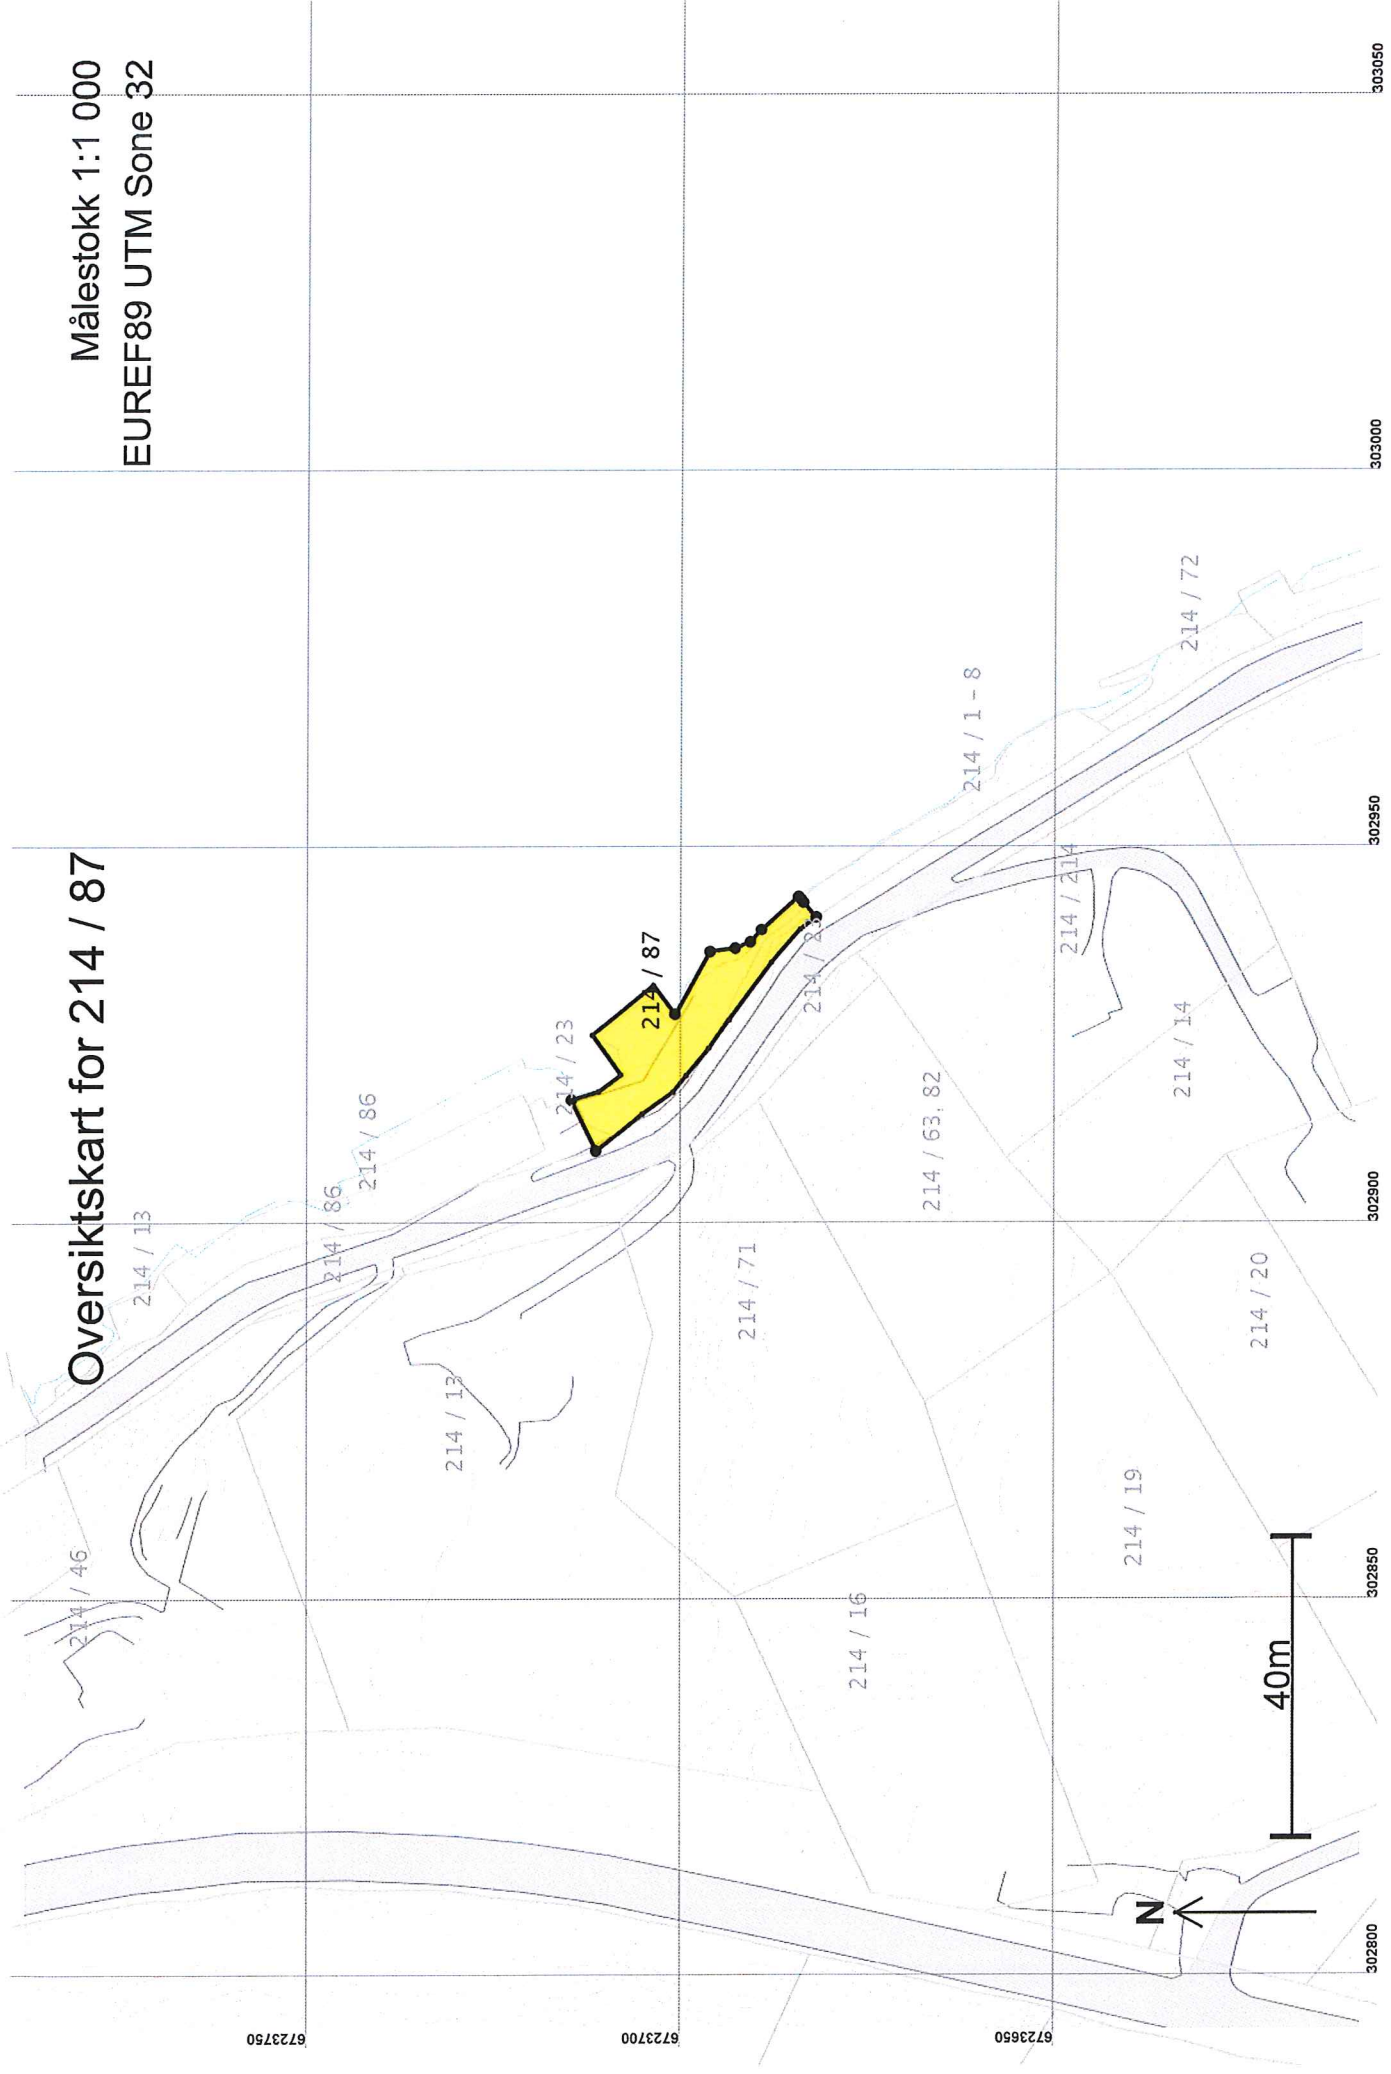 Oversiktskart for 214 / 87
Målestokk 1:1 000
EUREF89 UTM Sone 32
214 / 46
214 / 13
214 / 86
214 / 86
214 / 13
214 / 23
214 / 87
214 / 23
214 / 71
214 / 16
214 / 63, 82
214 / 1 - 8
214 / 214
214 / 72
214 / 14
214 / 19
214 / 20
N
40m
6723750
6723700
6723650
302800
302850
302900
302950
303000
303050